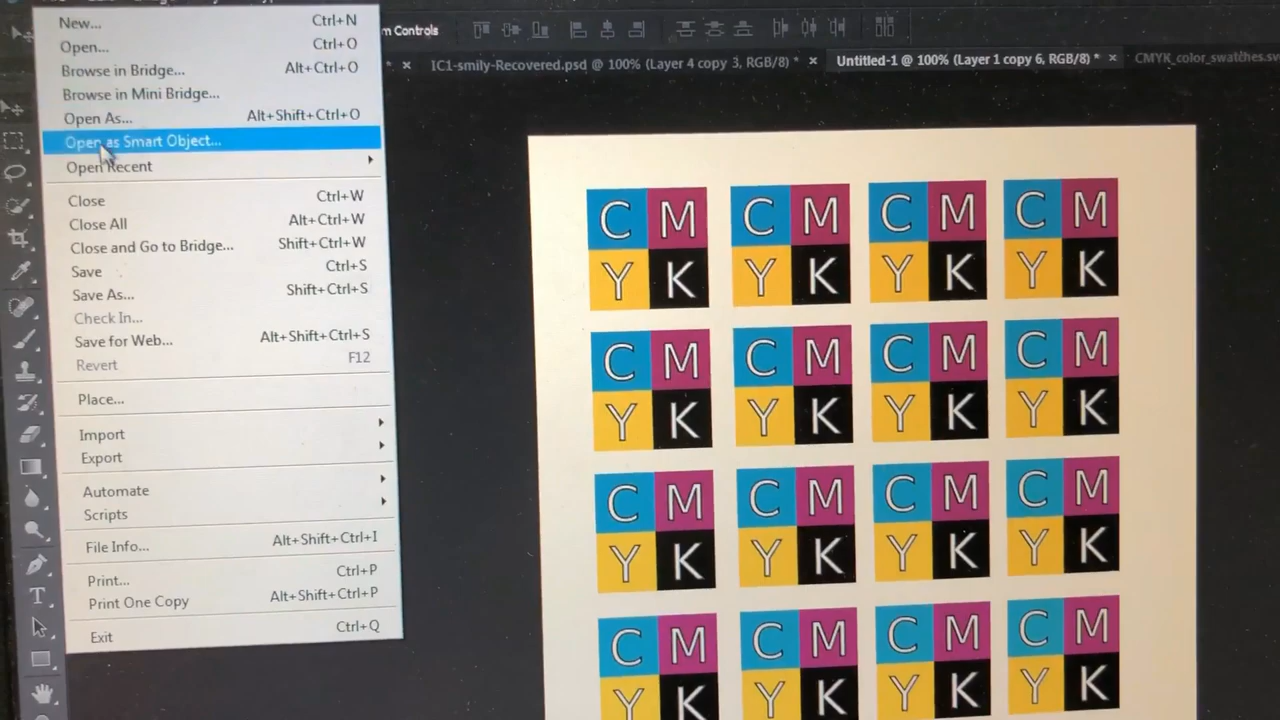 New... Ctrl+N
Open... Ctrl+O
Browse in Bridge... Alt+Ctrl+O
Browse in Mini Bridge...
Open As... Alt+Shift+Ctrl+O
Open as Smart Object...
Open Recent
Close Ctrl+W
Close All Alt+Ctrl+W
Close and Go to Bridge... Shift+Ctrl+W
Save Ctrl+S
Save As... Shift+Ctrl+S
Check In...
Save for Web... Alt+Shift+Ctrl+S
Revert F12
Place...
Import
Export
Automate
Scripts
File Info... Alt+Shift+Ctrl+I
Print... Ctrl+P
Print One Copy Alt+Shift+Ctrl+P
Exit Ctrl+Q
Controls
* × IC1-smily-Recovered.psd @ 100% (Layer 4 copy 3, RGB/8) * × Untitled-1 @ 100% (Layer 1 copy 6, RGB/8) * × CMYK_color_swatches.sv
C M C M C M C M
Y K Y K Y K Y K
C M C M C M C M
Y K Y K Y K Y K
C M C M C M C M
Y K Y K Y K Y K
C M C M C M C M
Y K Y K Y K Y K
T